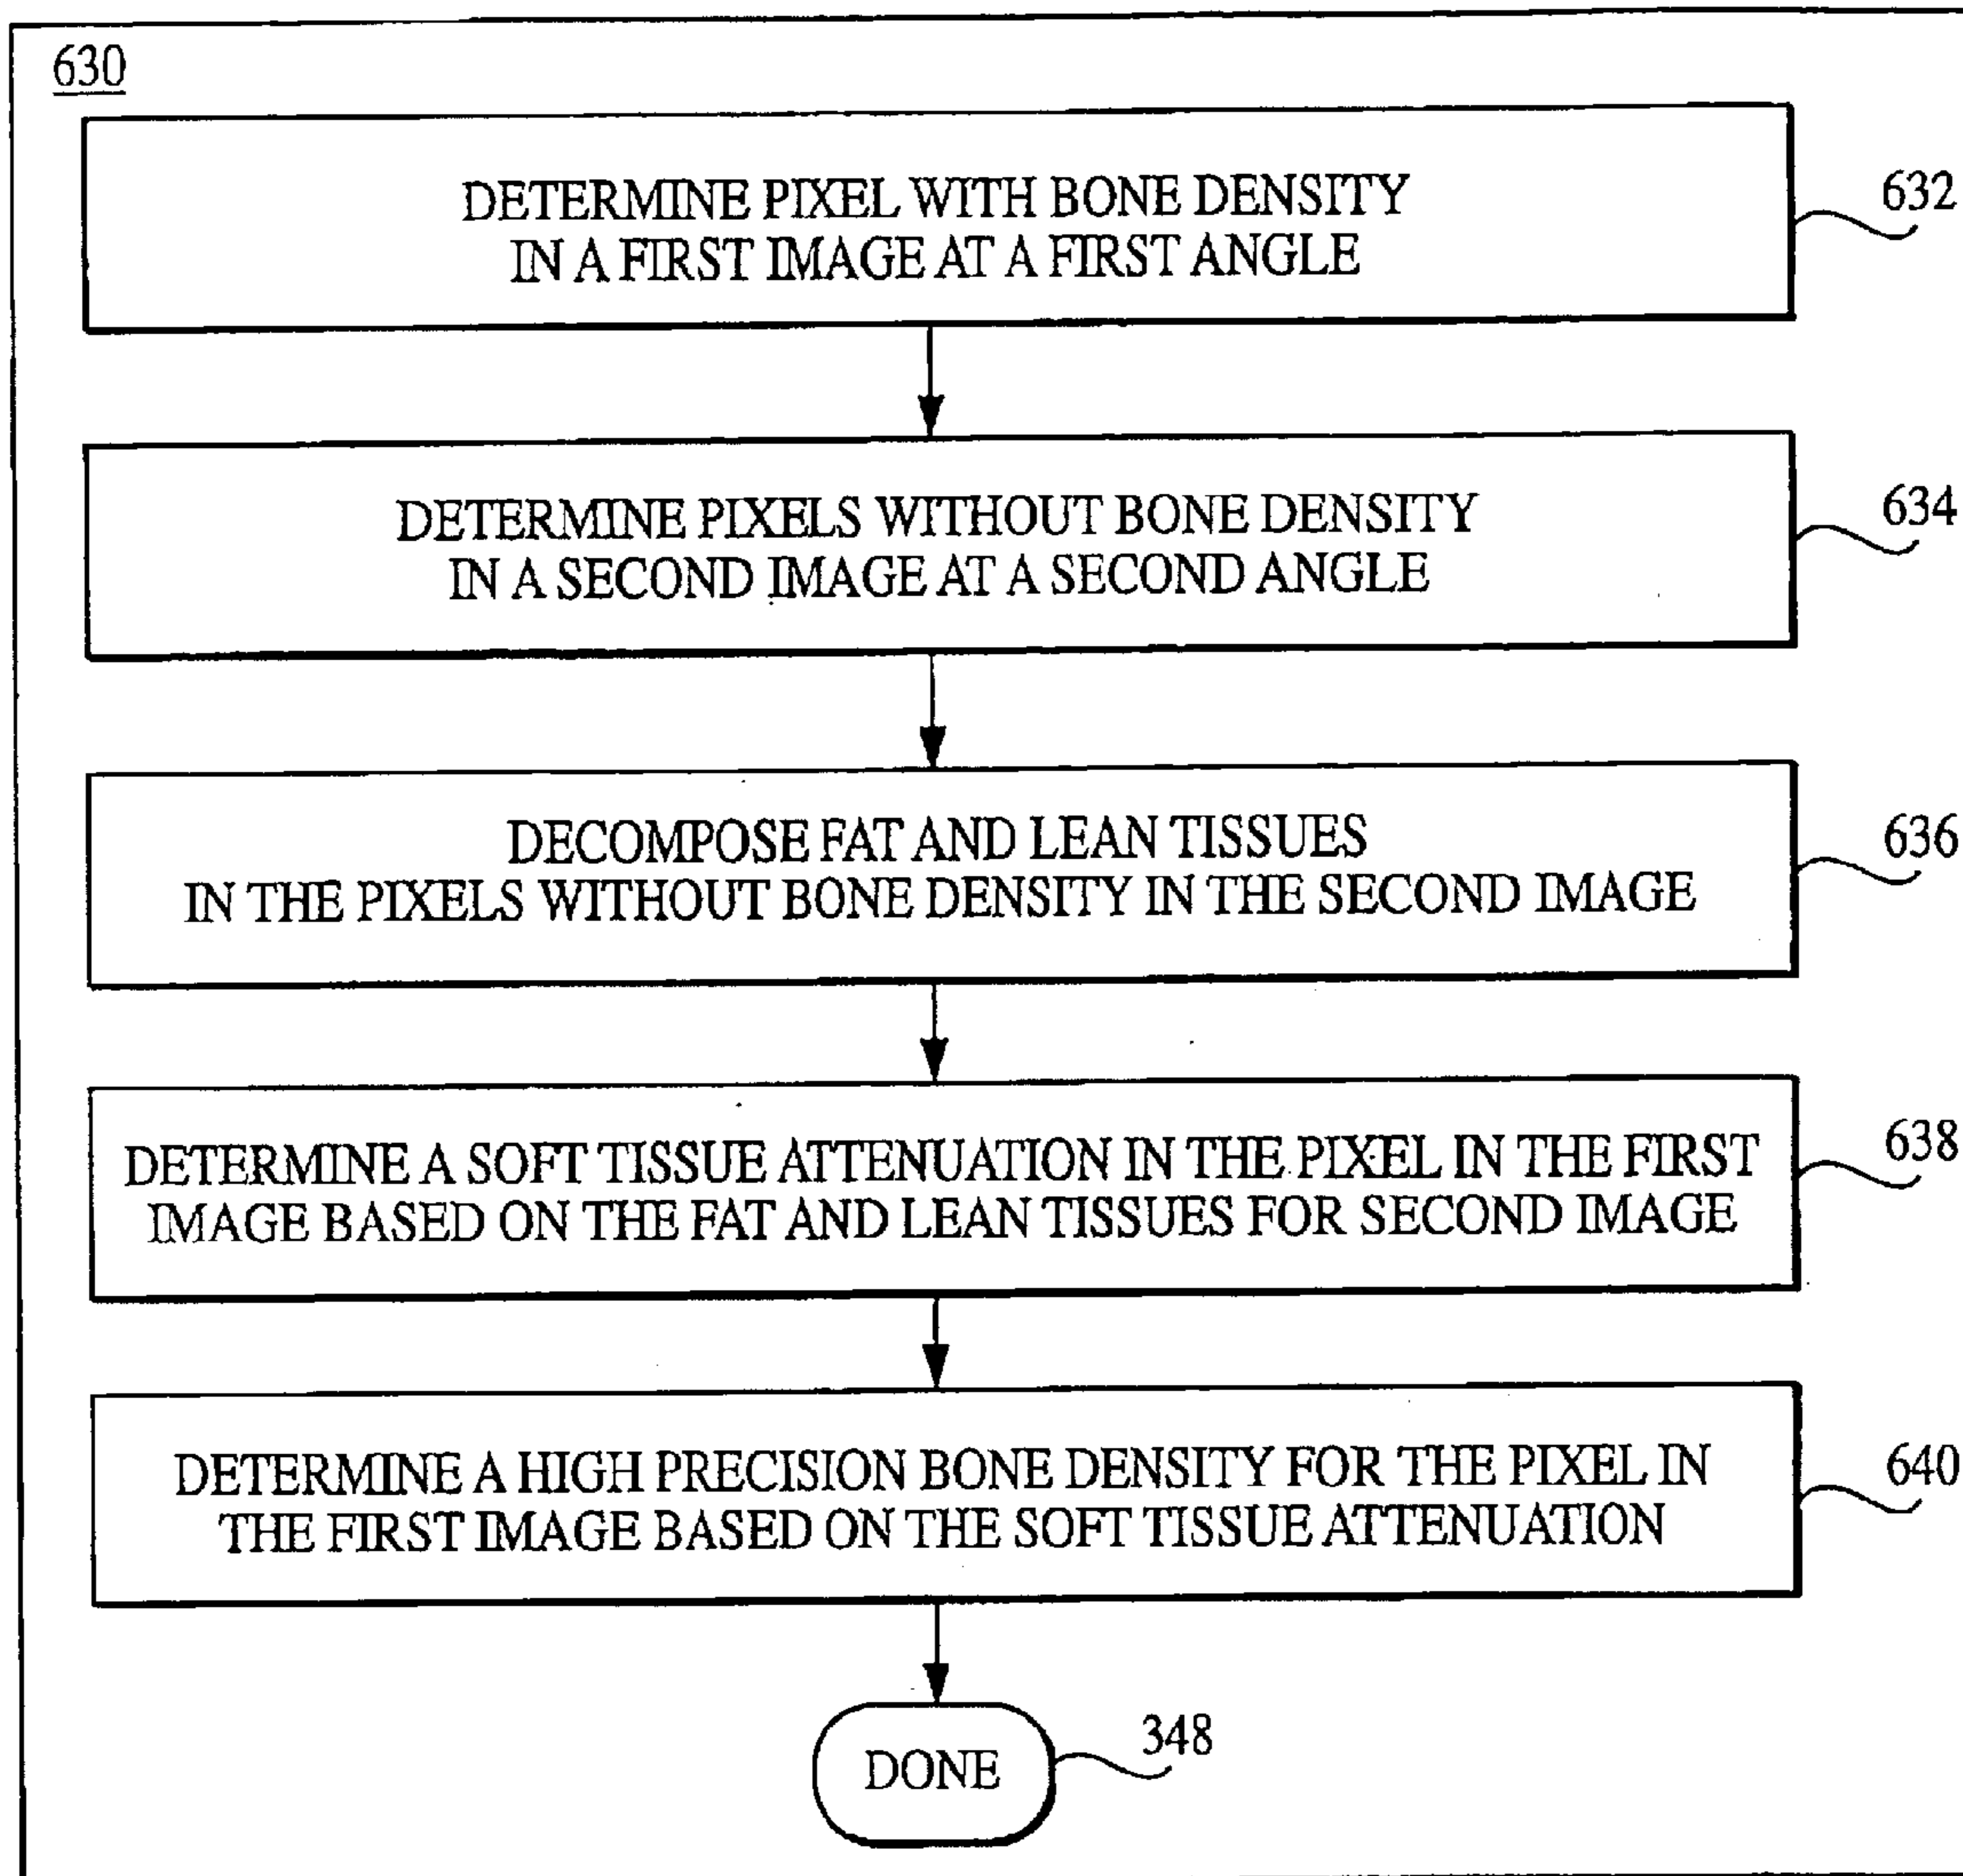 630
DETERMINE PIXEL WITH BONE DENSITY
IN A FIRST IMAGE AT A FIRST ANGLE
632
DETERMINE PIXELS WITHOUT BONE DENSITY
IN A SECOND IMAGE AT A SECOND ANGLE
634
DECOMPOSE FAT AND LEAN TISSUES
IN THE PIXELS WITHOUT BONE DENSITY IN THE SECOND IMAGE
636
DETERMINE A SOFT TISSUE ATTENUATION IN THE PIXEL IN THE FIRST
IMAGE BASED ON THE FAT AND LEAN TISSUES FOR SECOND IMAGE
638
DETERMINE A HIGH PRECISION BONE DENSITY FOR THE PIXEL IN
THE FIRST IMAGE BASED ON THE SOFT TISSUE ATTENUATION
640
DONE
348